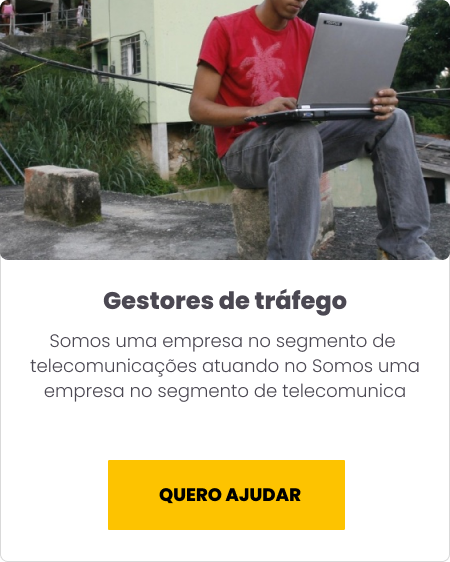 Gestores de tráfego
Somos uma empresa no segmento de
telecomunicações atuando no Somos uma
empresa no segmento de telecomunica
QUERO AJUDAR